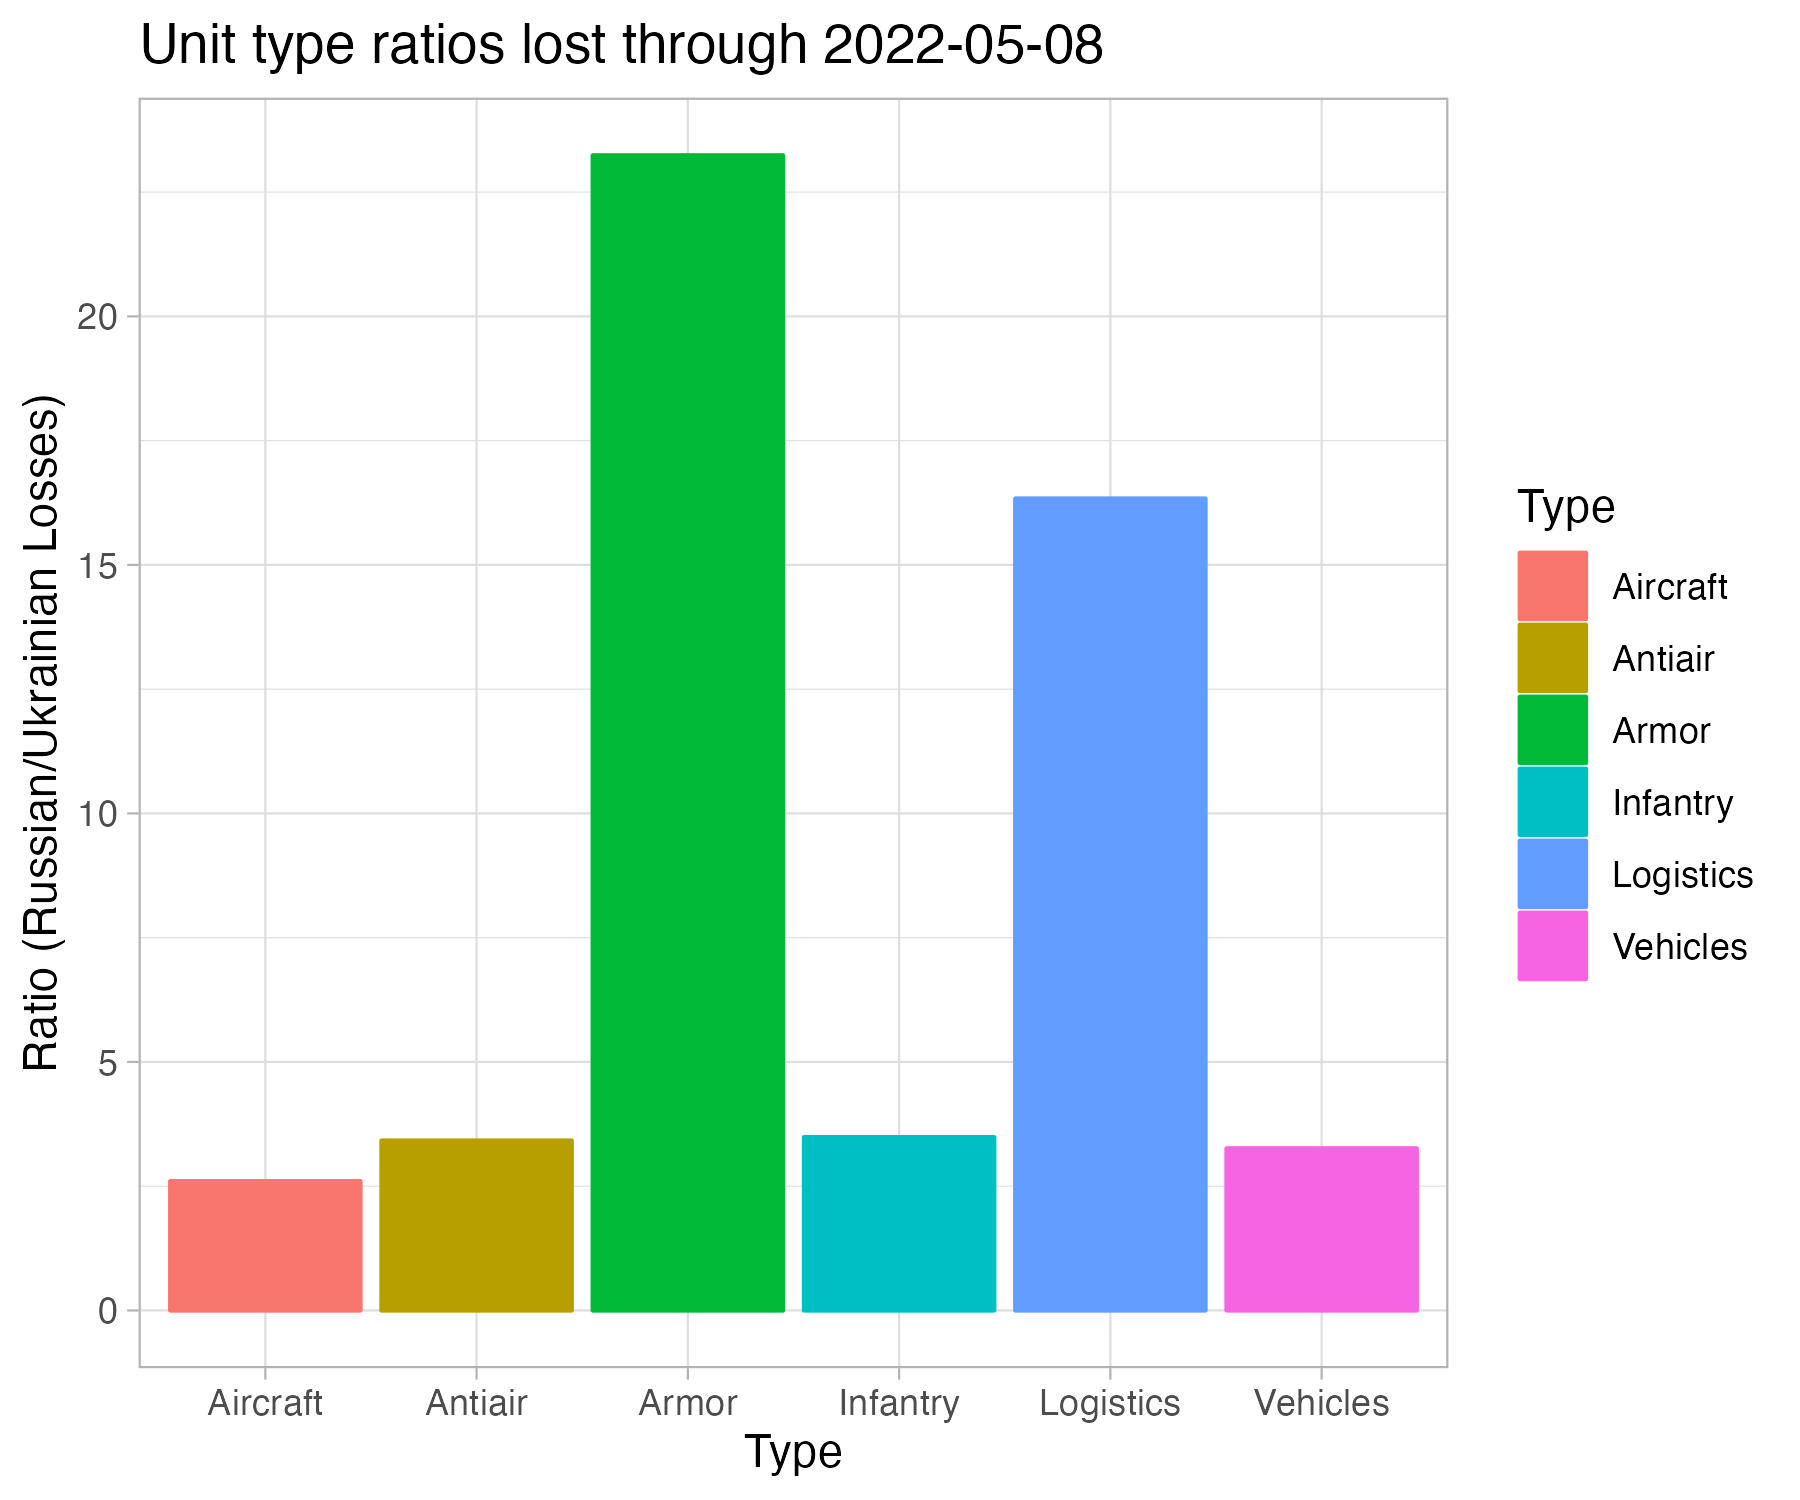 Unit type ratios lost through 2022-05-08
Ratio (Russian/Ukrainian Losses)
20
15
10
5
0
Aircraft
Antiair
Armor
Infantry
Logistics
Vehicles
Type
Type
Aircraft
Antiair
Armor
Infantry
Logistics
Vehicles